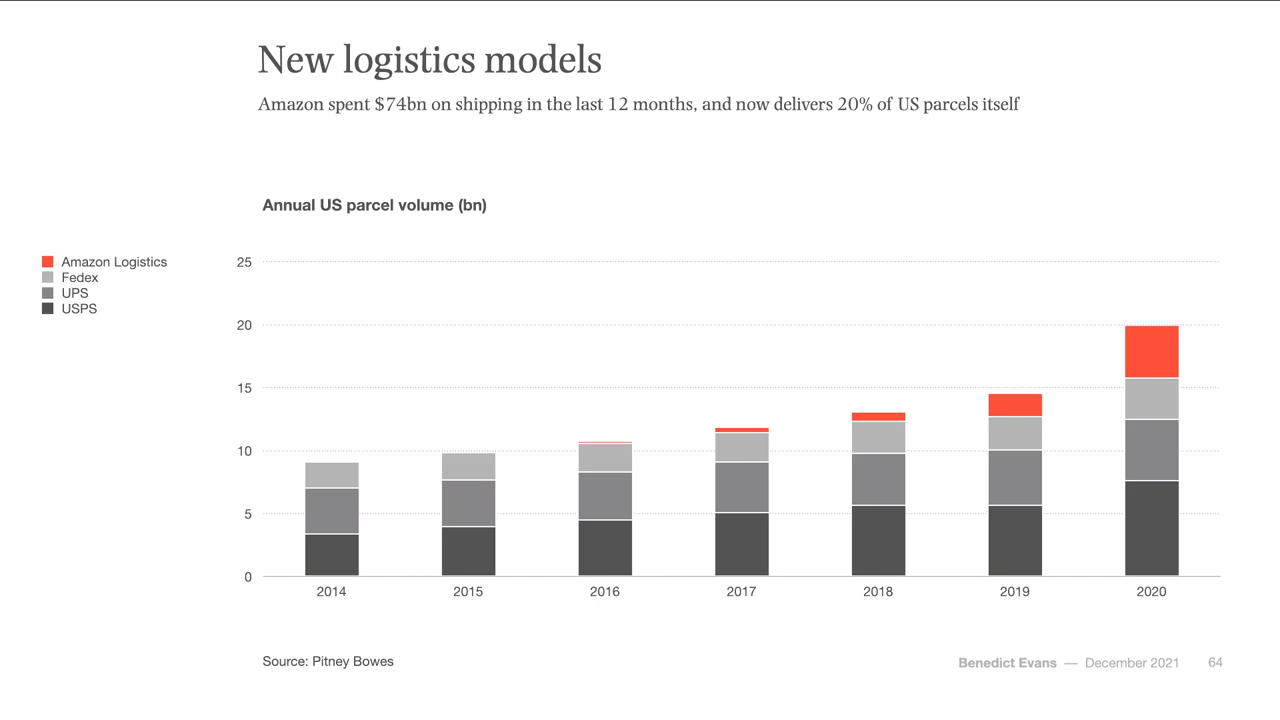 New logistics models
Amazon spent $74bn on shipping in the last 12 months, and now delivers 20% of US parcels itself
Annual US parcel volume (bn)
Amazon Logistics
Fedex
UPS
USPS
25
20
15
10
5
0
2014 2015 2016 2017 2018 2019 2020
Source: Pitney Bowes
Benedict Evans — December 2021 64